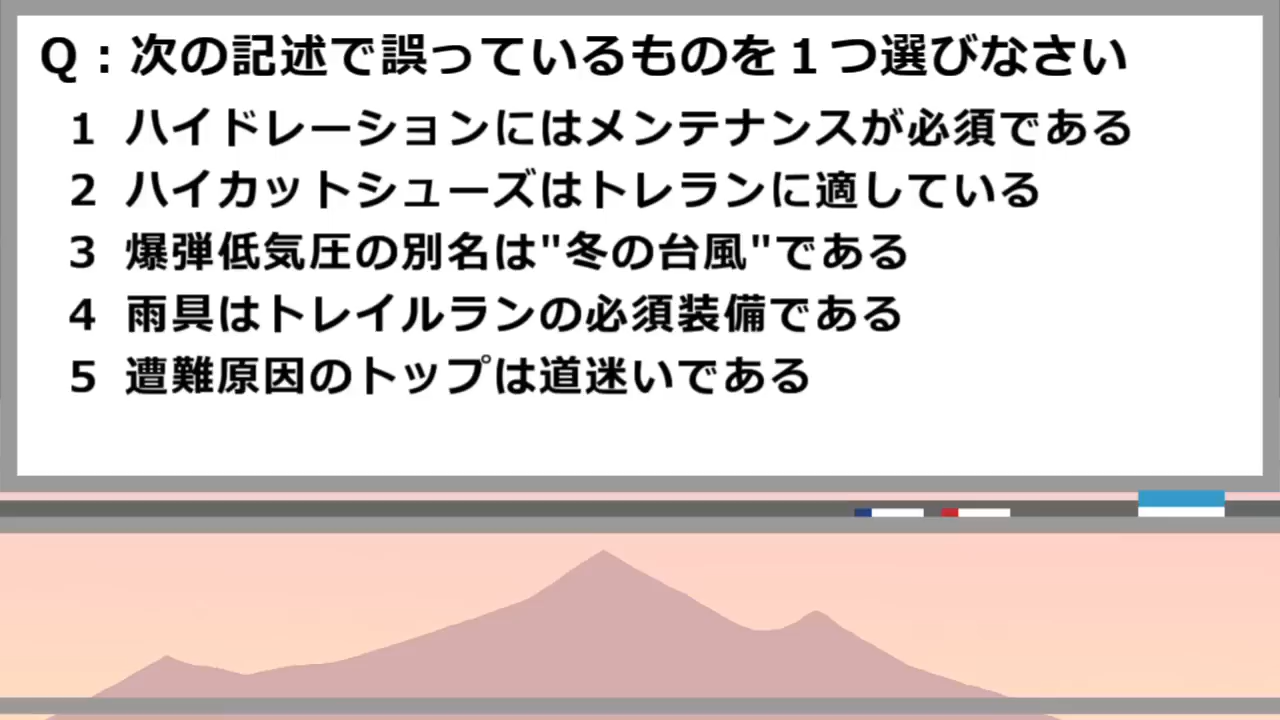 Q：次の記述で誤っているものを１つ選びなさい
1 ハイドレーションにはメンテナンスが必須である
2 ハイカットシューズはトレランに適している
3 爆弾低気圧の別名は"冬の台風"である
4 雨具はトレイルランの必須装備である
5 遭難原因のトップは道迷いである